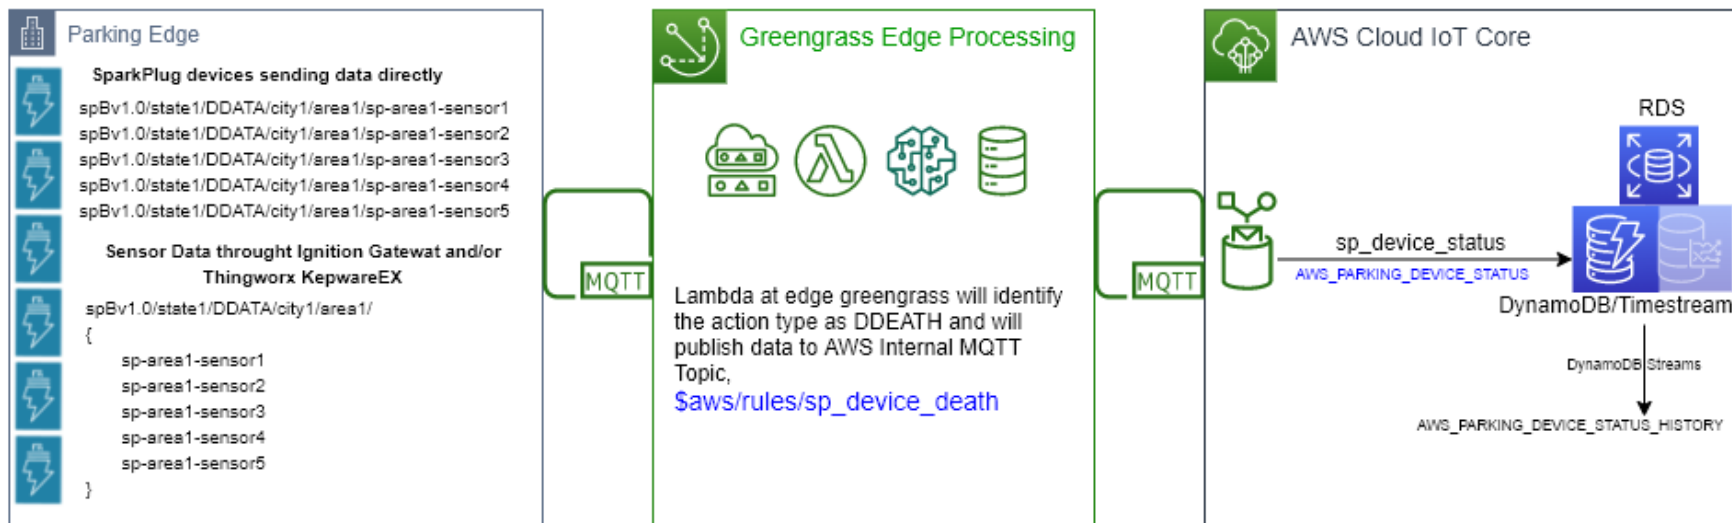 Parking Edge
SparkPlug devices sending data directly
spBv1.0/state1/DDATA/city1/area1/sp-area1-sensor1
spBv1.0/state1/DDATA/city1/area1/sp-area1-sensor2
spBv1.0/state1/DDATA/city1/area1/sp-area1-sensor3
spBv1.0/state1/DDATA/city1/area1/sp-area1-sensor4
spBv1.0/state1/DDATA/city1/area1/sp-area1-sensor5
Sensor Data throught Ignition Gatewat and/or
Thingworx KepwareEX
spBv1.0/state1/DDATA/city1/area1/
{
sp-area1-sensor1
sp-area1-sensor2
sp-area1-sensor3
sp-area1-sensor4
sp-area1-sensor5
}
MQTT
Greengrass Edge Processing
Lambda at edge greengrass will identify
the action type as DDEATH and will
publish data to AWS Internal MQTT
Topic,
$aws/rules/sp_device_death
MQTT
AWS Cloud IoT Core
RDS
sp_device_status
AWS_PARKING_DEVICE_STATUS
DynamoDB/Timestream
DynamoDB Streams
AWS_PARKING_DEVICE_STATUS_HISTORY